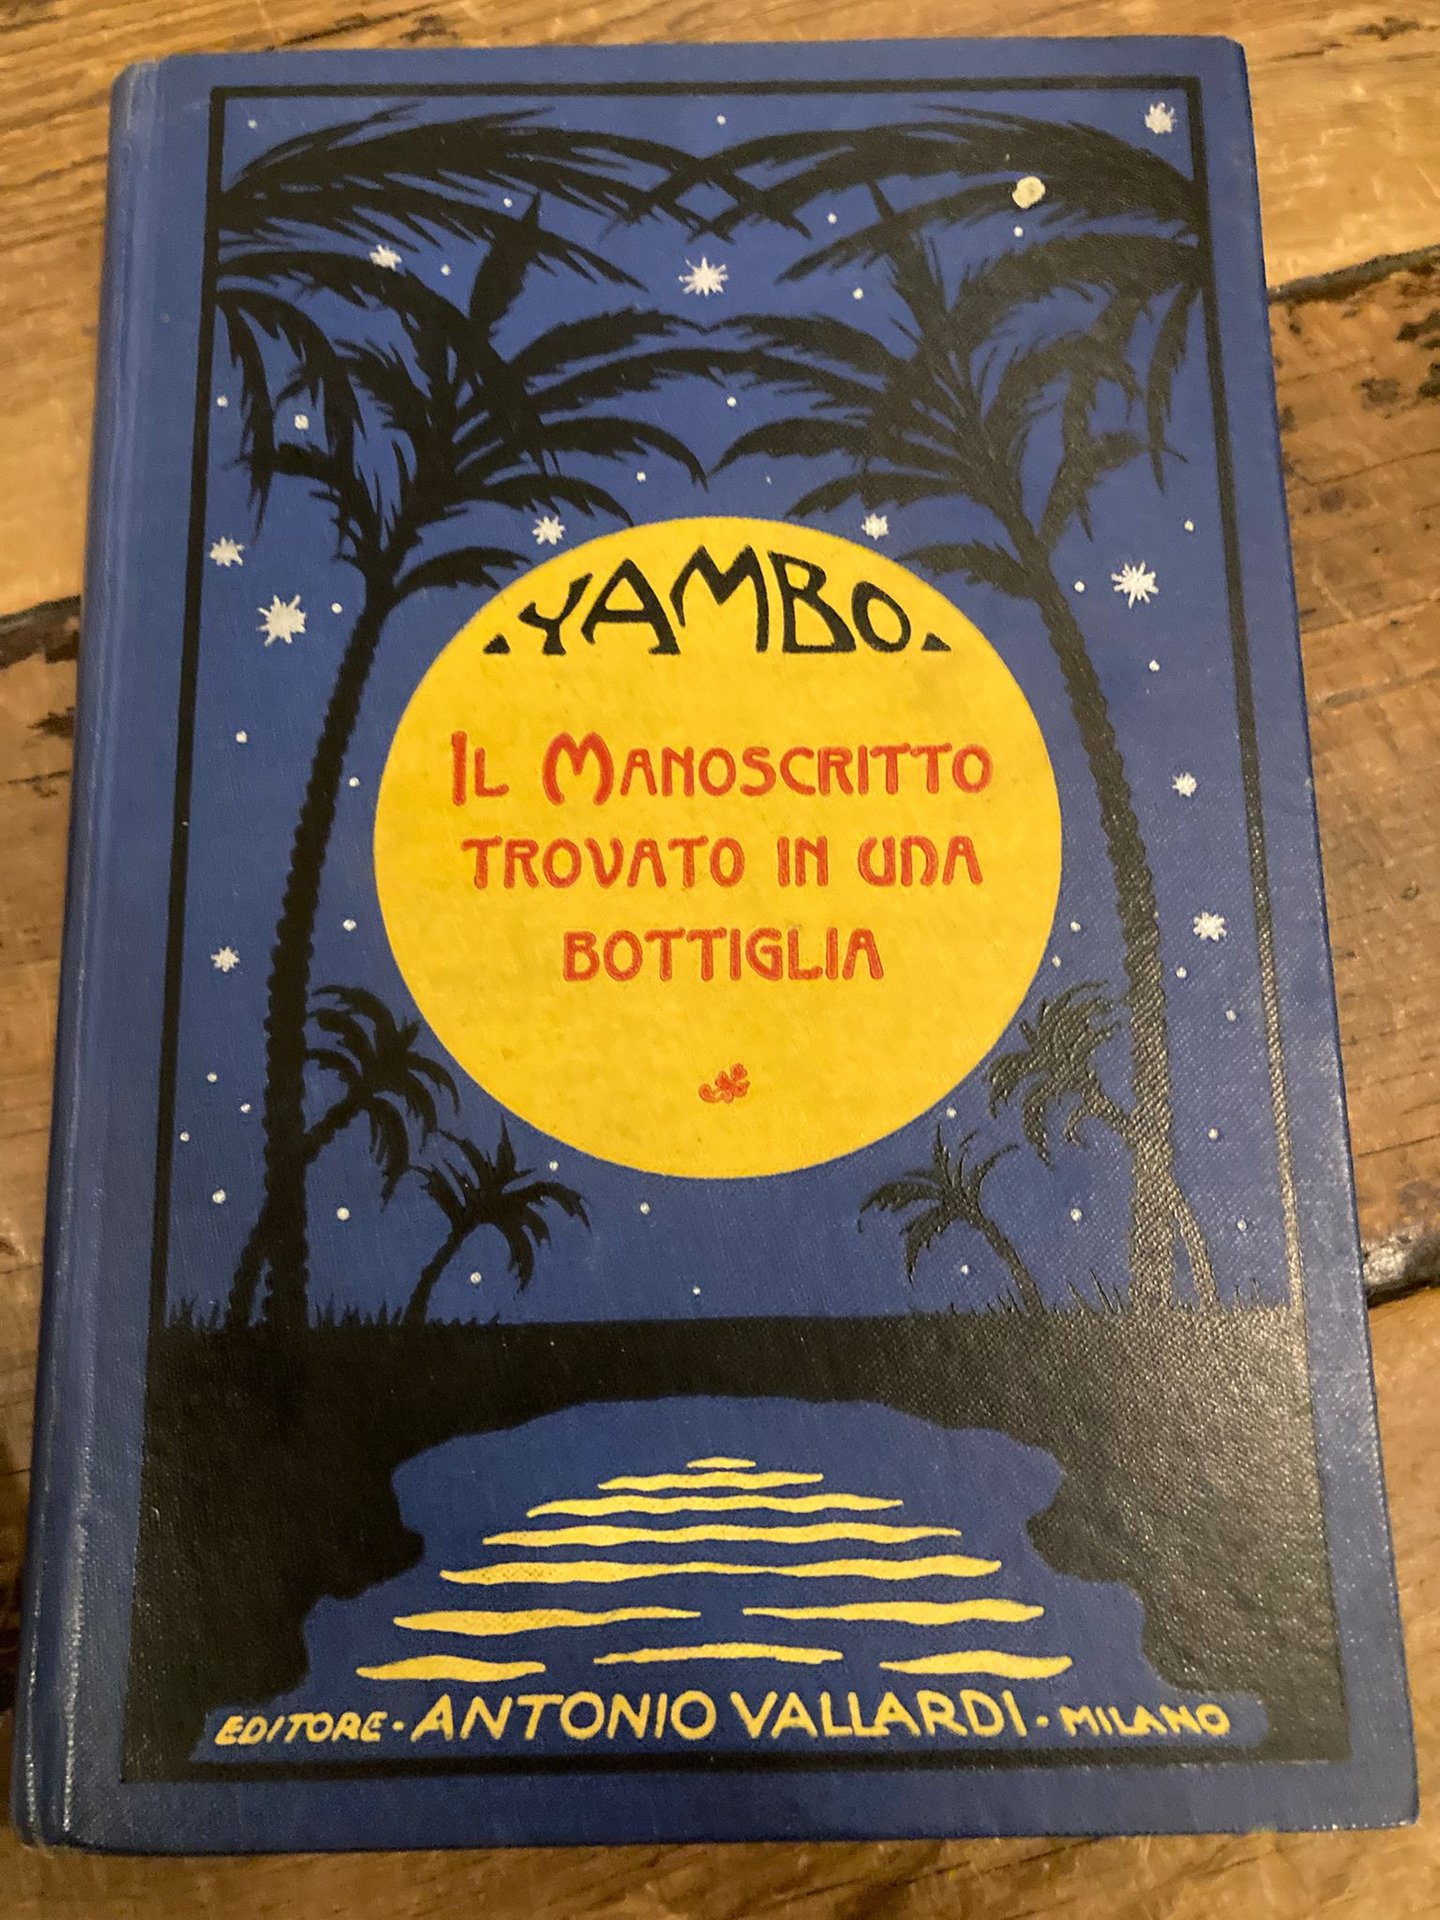 YAMBO
IL MANOSCRITTO
TROVATO IN UNA
BOTTIGLIA
EDITORE · ANTONIO VALLARDI · MILANO